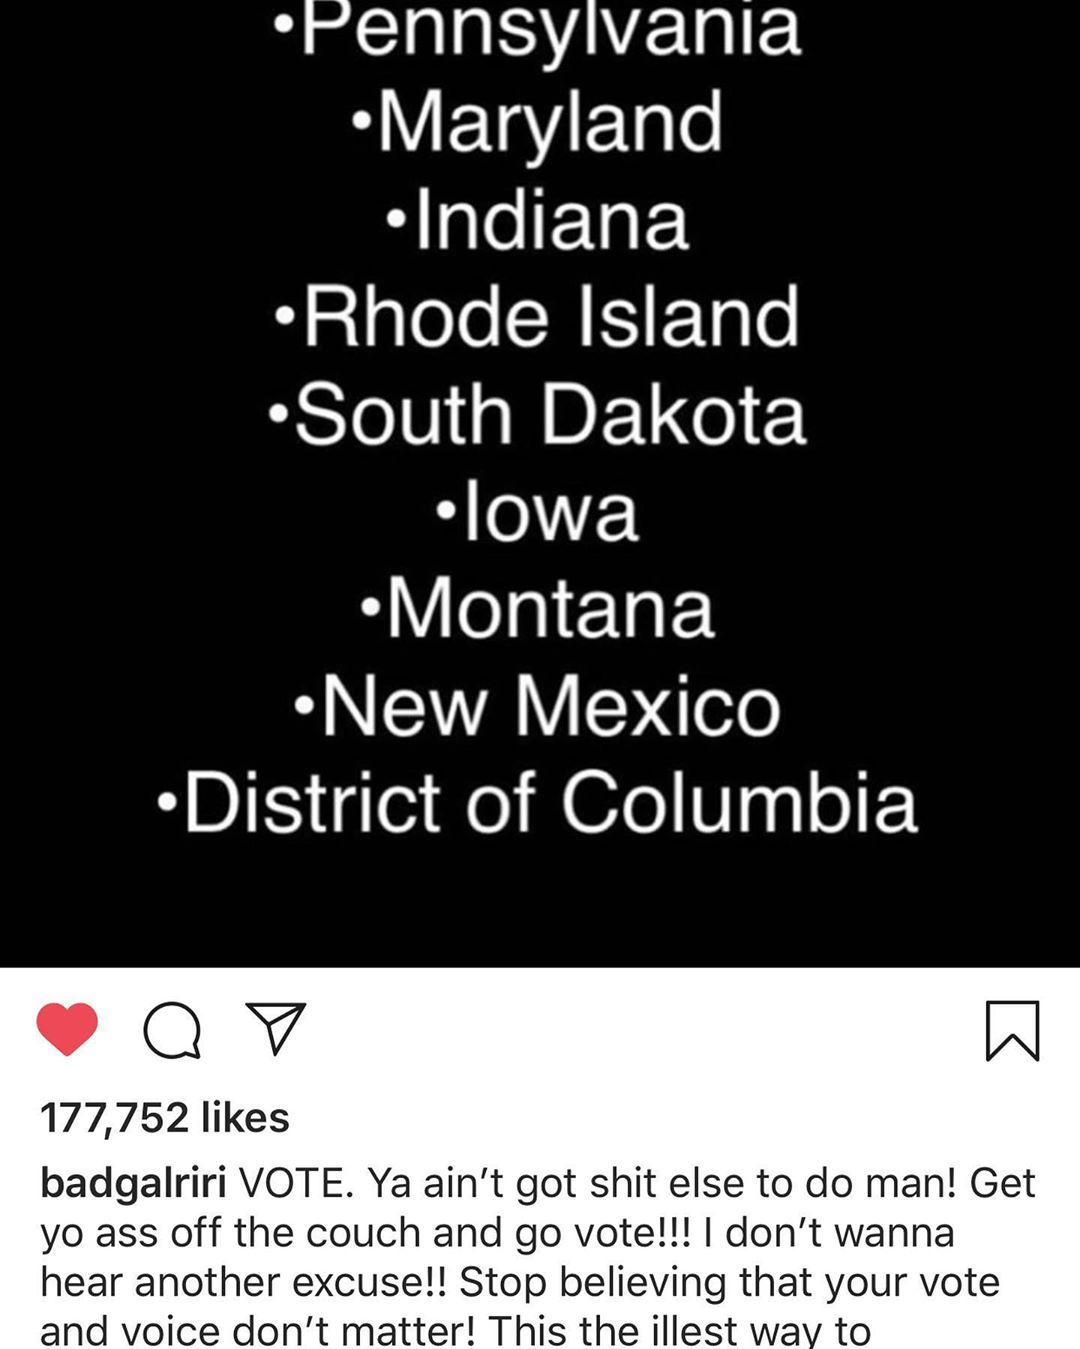 •Pennsylvania
•Maryland
•Indiana
•Rhode Island
•South Dakota
•Iowa
•Montana
•New Mexico
•District of Columbia
177,752 likes
badgalriri VOTE. Ya ain’t got shit else to do man! Get
yo ass off the couch and go vote!!! I don’t wanna
hear another excuse!! Stop believing that your vote
and voice don’t matter! This the illest way to